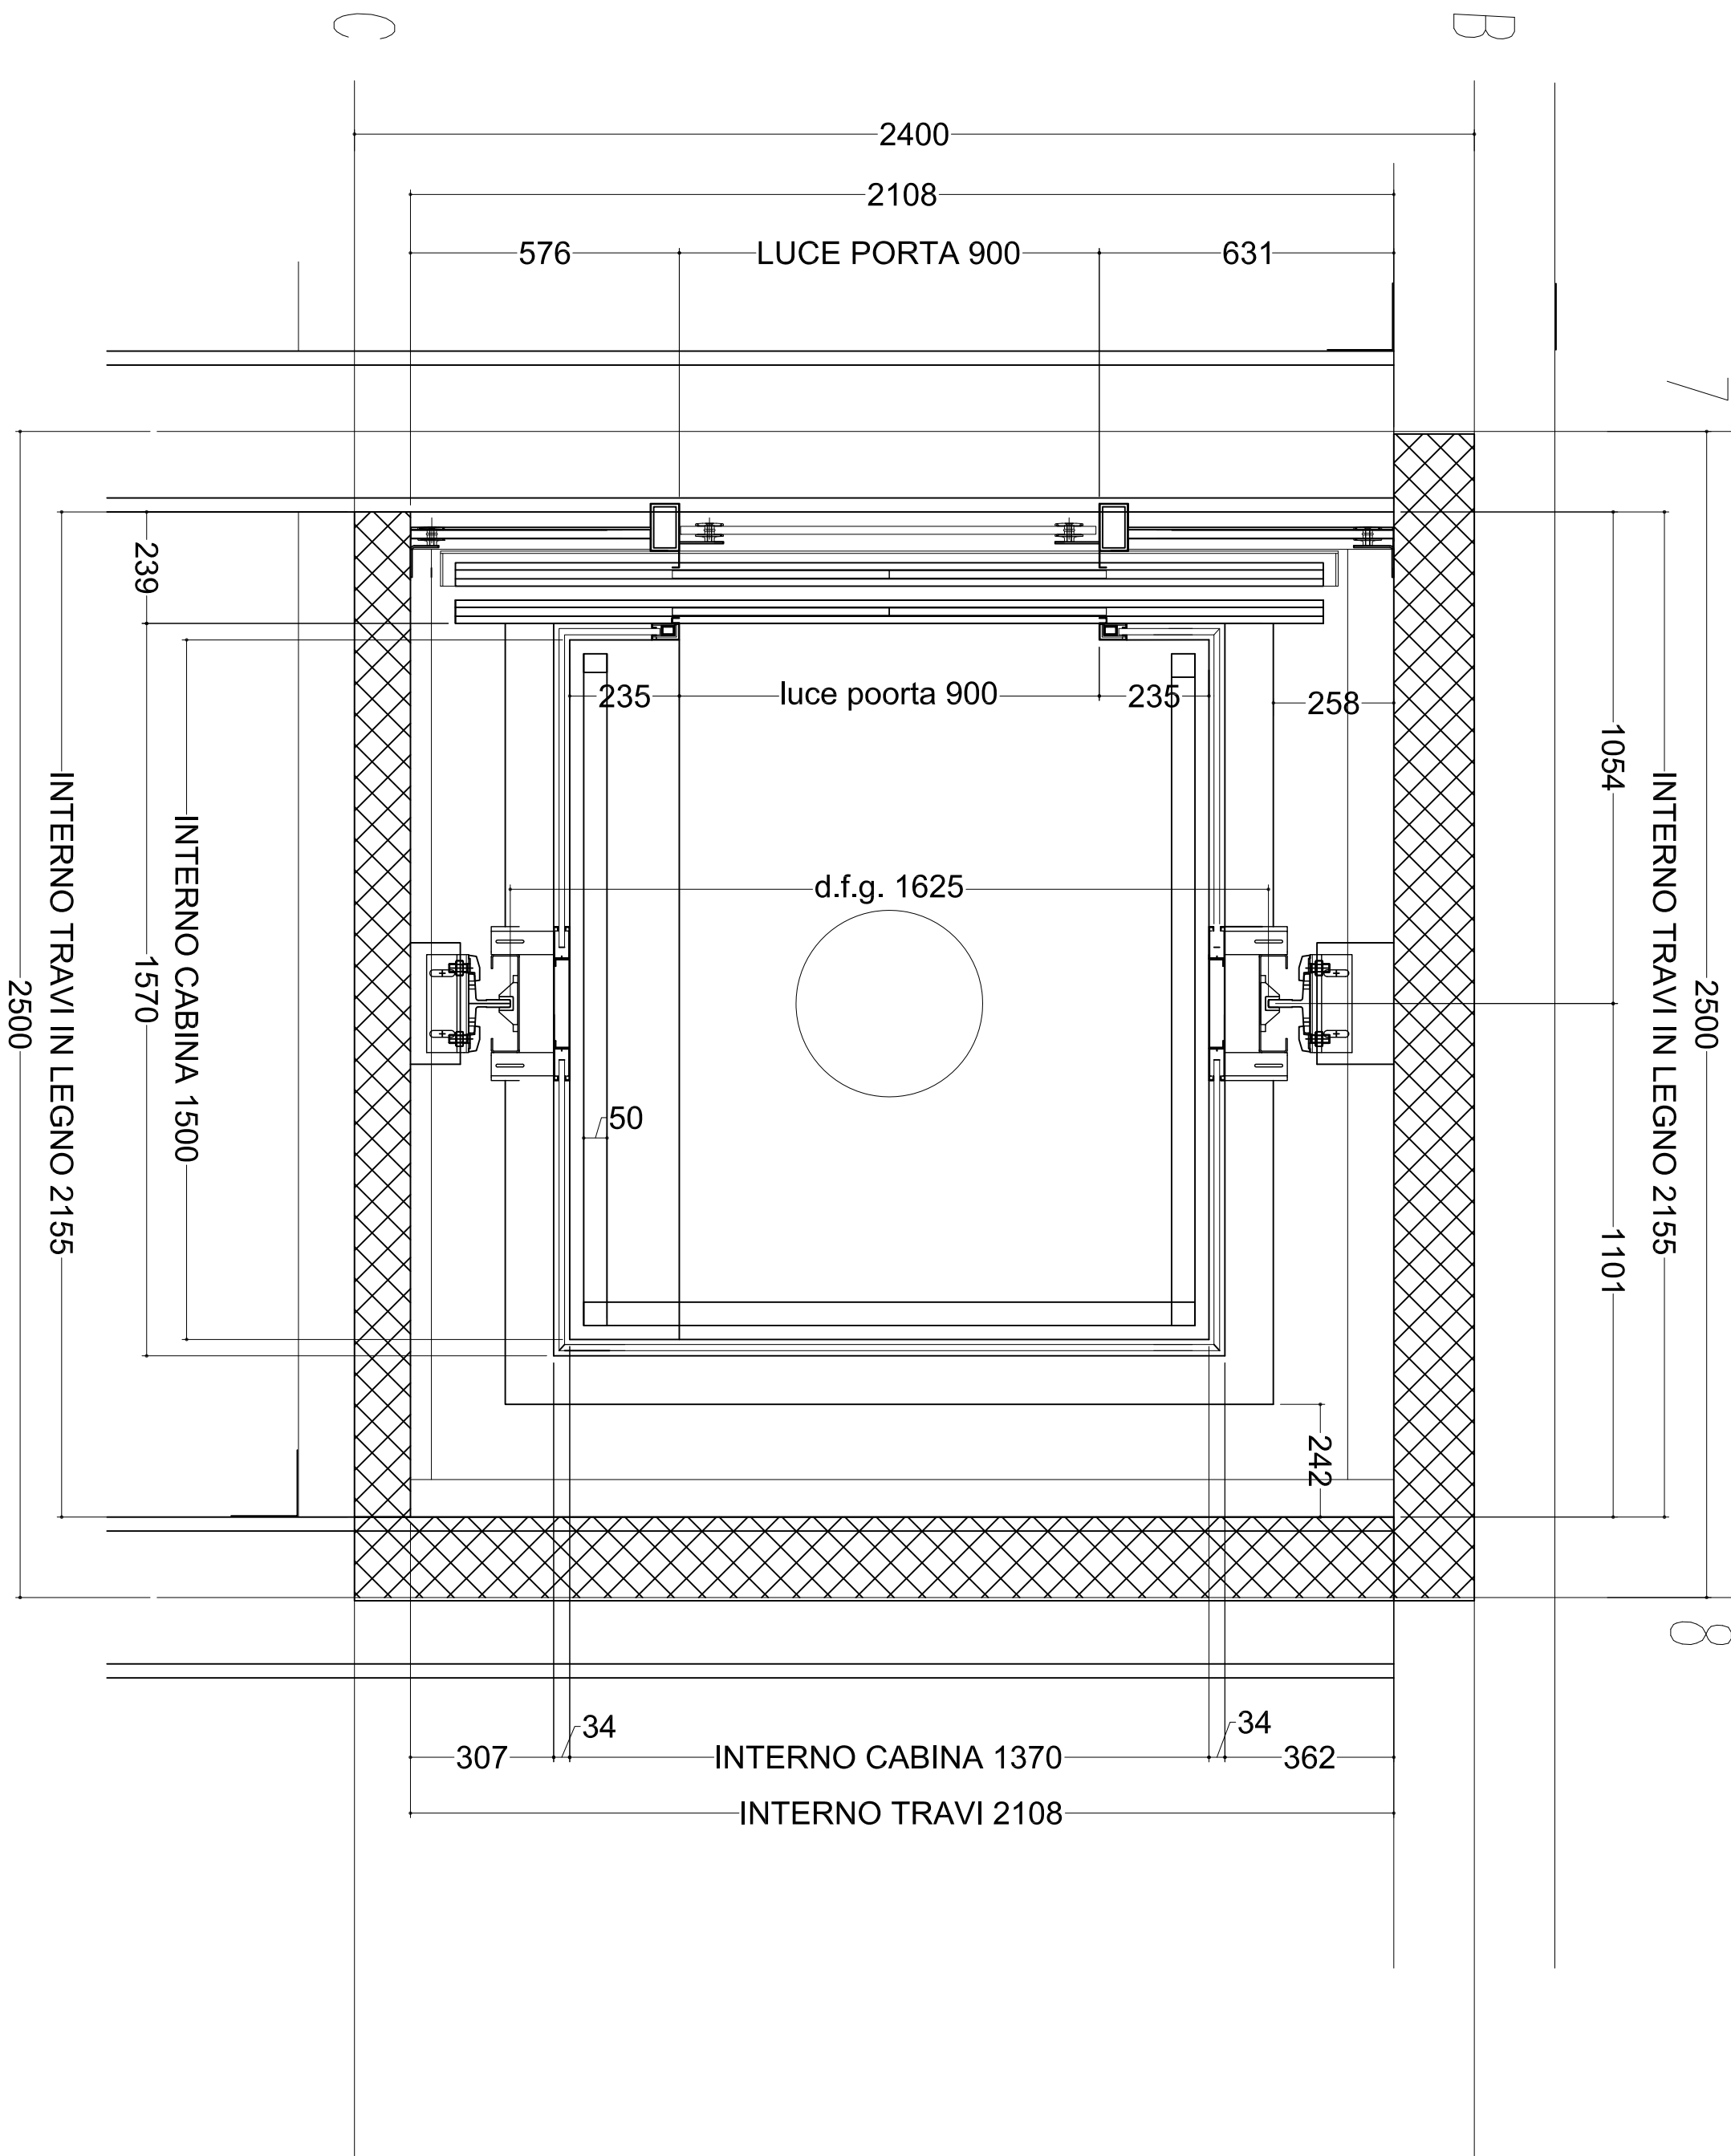 C
B
2400
2108
576
LUCE PORTA 900
631
7
239
235
luce poorta 900
235
258
1054
INTERNO TRAVI IN LEGNO 2155
2500
INTERNO TRAVI IN LEGNO 2155
INTERNO CABINA 1500
1570
2500
d.f.g. 1625
50
1101
242
8
34
34
307
INTERNO CABINA 1370
362
INTERNO TRAVI 2108